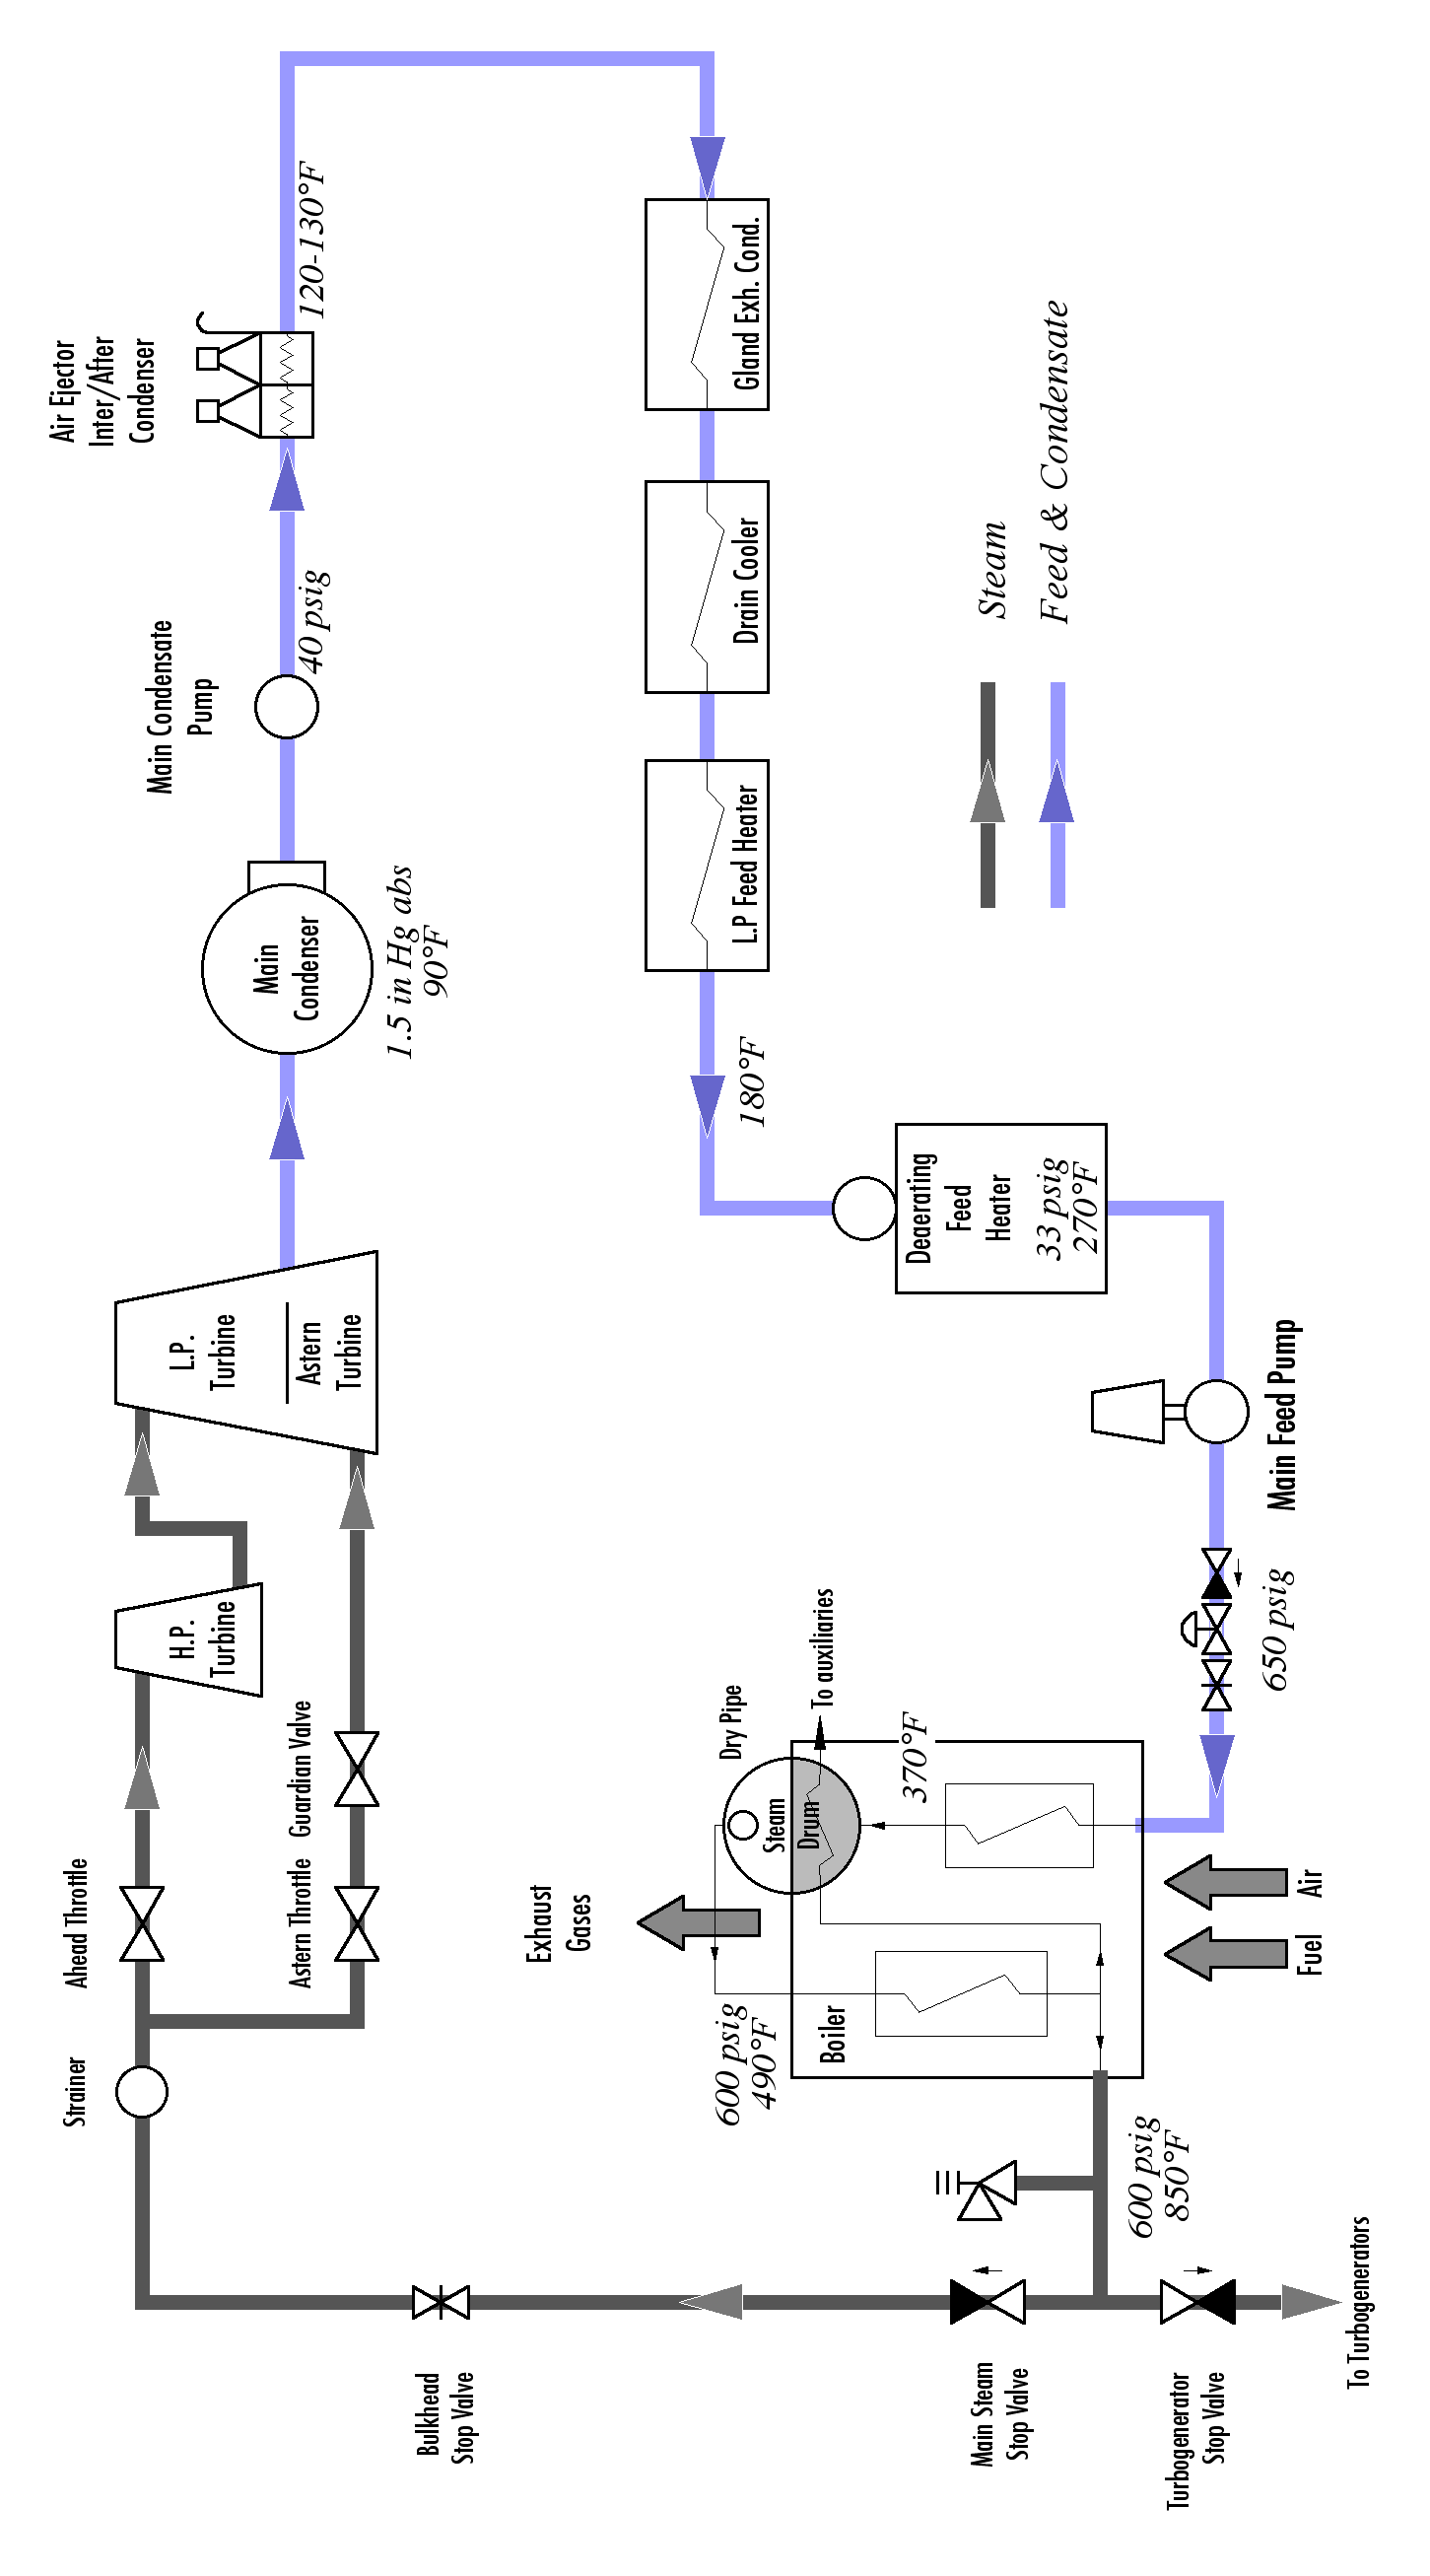 Air Ejector
Inter/After
Condenser
120-130°F
Main Condensate
Pump
40 psig
Main
Condenser
1.5 in Hg abs
90°F
L.P.
Turbine
Astern
Turbine
H.P.
Turbine
Guardian Valve
Ahead Throttle
Astern Throttle
Strainer
Bulkhead
Stop Valve
Gland Exh. Cond.
Drain Cooler
L.P Feed Heater
180°F
Deaerating
Feed
Heater
33 psig
270°F
Main Feed Pump
650 psig
To auxiliaries
Dry Pipe
370°F
Steam
Drum
Exhaust
Gases
Boiler
600 psig
490°F
Air
Fuel
600 psig
850°F
Main Steam
Stop Valve
Turbogenerator
Stop Valve
To Turbogenerators
Steam
Feed & Condensate